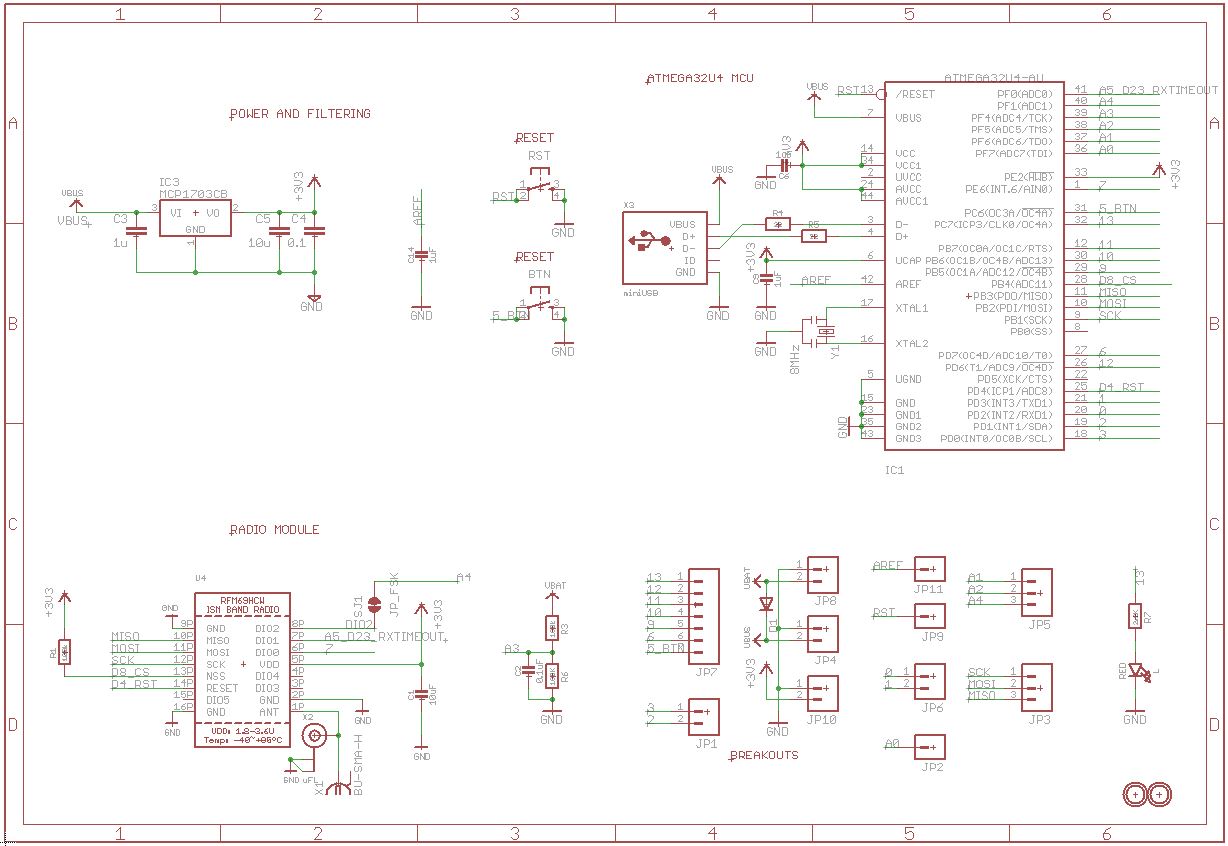 1 2 3 4 5 6
A
B
C
D
A
B
C
D
1 2 3 4 5 6
POWER AND FILTERING
VBUS
VBUS
C3
1u
IC3
MCP1703CB
3 VI + VO 2
GND
1
C5
10u
C4
0.1
+3V3
GND
AREF
C14
1uF
GND
RESET
RST
RST
1 3
2 4
GND
RESET
BTN
5_BTN
1 3
2 4
GND
ATMEGA32U4 MCU
X3
VBUS
D+
D-
ID
GND
miniUSB
VBUS
GND
R4
R5
VBUS
+3V3
C6
GND
+3V3
C9
1uF
GND
AREF
8MHz
Y1
GND
GND
ATMEGA32U4-AU
RST 13 /RESET
7 VBUS
14 VCC
34 VCC1
2 UVCC
24 AVCC
44 AVCC1
3 D-
4 D+
6 UCAP
42 AREF
17 XTAL1
16 XTAL2
5 UGND
15 GND
23 GND1
35 GND2
43 GND3
PF0(ADC0) 41 A5_D23_RXTIMEOUT
PF1(ADC1) 40 A4
PF4(ADC4/TCK) 39 A3
PF5(ADC5/TMS) 38 A2
PF6(ADC6/TDO) 37 A1
PF7(ADC7(TDI) 36 A0
PE2(HWB) 33
+3V3
PE6(INT.6/AIN0) 1 7
PC6(OC3A/OC4A) 31 5_BTN
PC7(ICP3/CLK0/OC4A) 32 13
PB7(OC0A/OC1C/RTS) 12 11
PB6(OC1B/OC4B/ADC13) 30 10
PB5(OC1A/ADC12/OC4B) 29 9
PB4(ADC11) 28 D8_CS
PB3(PDO/MISO) 11 MISO
PB2(PDI/MOSI) 10 MOSI
PB1(SCK) 9 SCK
PB0(SS) 8
PD7(OC4D/ADC10/T0) 27 6
PD6(T1/ADC9/OC4D) 26 12
PD5(XCK/CTS) 22
PD4(ICP1/ADC8) 25 D4_RST
PD3(INT3/TXD1) 21 1
PD2(INT2/RXD1) 20 0
PD1(INT1/SDA) 19 2
PD0(INT0/OC0B/SCL) 18 3
IC1
RADIO MODULE
U4
RFM69HCW
ISM BAND RADIO
GND 9P
MISO 10P MISO
MOSI 11P MOSI
SCK 12P SCK
D8_CS 13P NSS
D4_RST 14P RESET
15P DIO5
16P GND
DIO2 8P DIO2
DIO1 7P A5_D23_RXTIMEOUT
DIO0 6P 7
VDD 5P
DIO4 4P
DIO3 3P
GND 2P
ANT 1P
VDD: 1.8-3.6V
Temp: -40~+85°C
+3V3
R1
GND
GND
SJ1
JP_FSK
A4
+3V3
C1
10uF
GND
GND
X2
GND uFL
X1
BU-SMA-H
VBAT
R3
A3
C2
0.1uF
R6
GND
13 1
12 2
11 3
10 4
9 5
6 6
5_BTN 7
JP7
3 1
2 2
JP1
VBAT
D1
VBUS
+3V3
GND
1
2
JP8
1
2
JP4
1
2
JP10
BREAKOUTS
AREF
JP11
RST
JP9
0 1
1 2
JP6
A0
JP2
A1 1
A2 2
A4 3
JP5
SCK 1
MOSI 2
MISO 3
JP3
13
R7
RED
L
GND